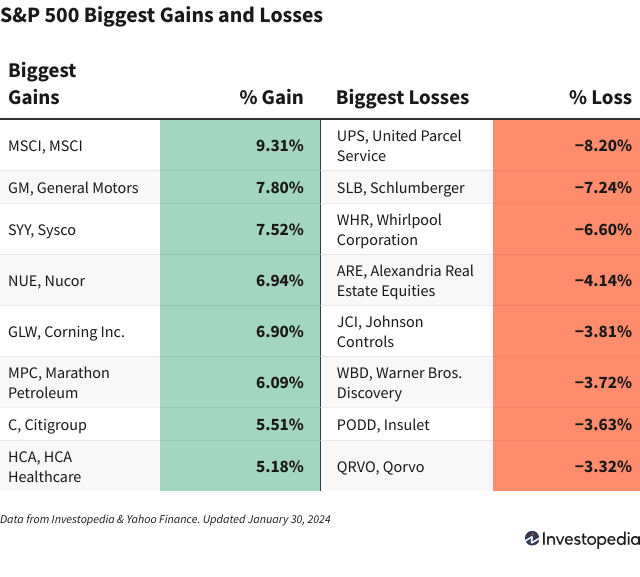 S&P 500 Biggest Gains and Losses
Biggest
Gains
% Gain
Biggest Losses
% Loss
MSCI, MSCI
9.31%
UPS, United Parcel
Service
−8.20%
GM, General Motors
7.80%
SLB, Schlumberger
−7.24%
SYY, Sysco
7.52%
WHR, Whirlpool
Corporation
−6.60%
NUE, Nucor
6.94%
ARE, Alexandria Real
Estate Equities
−4.14%
GLW, Corning Inc.
6.90%
JCI, Johnson
Controls
−3.81%
MPC, Marathon
Petroleum
6.09%
WBD, Warner Bros.
Discovery
−3.72%
C, Citigroup
5.51%
PODD, Insulet
−3.63%
HCA, HCA
Healthcare
5.18%
QRVO, Qorvo
−3.32%
Data from Investopedia & Yahoo Finance. Updated January 30, 2024
Investopedia